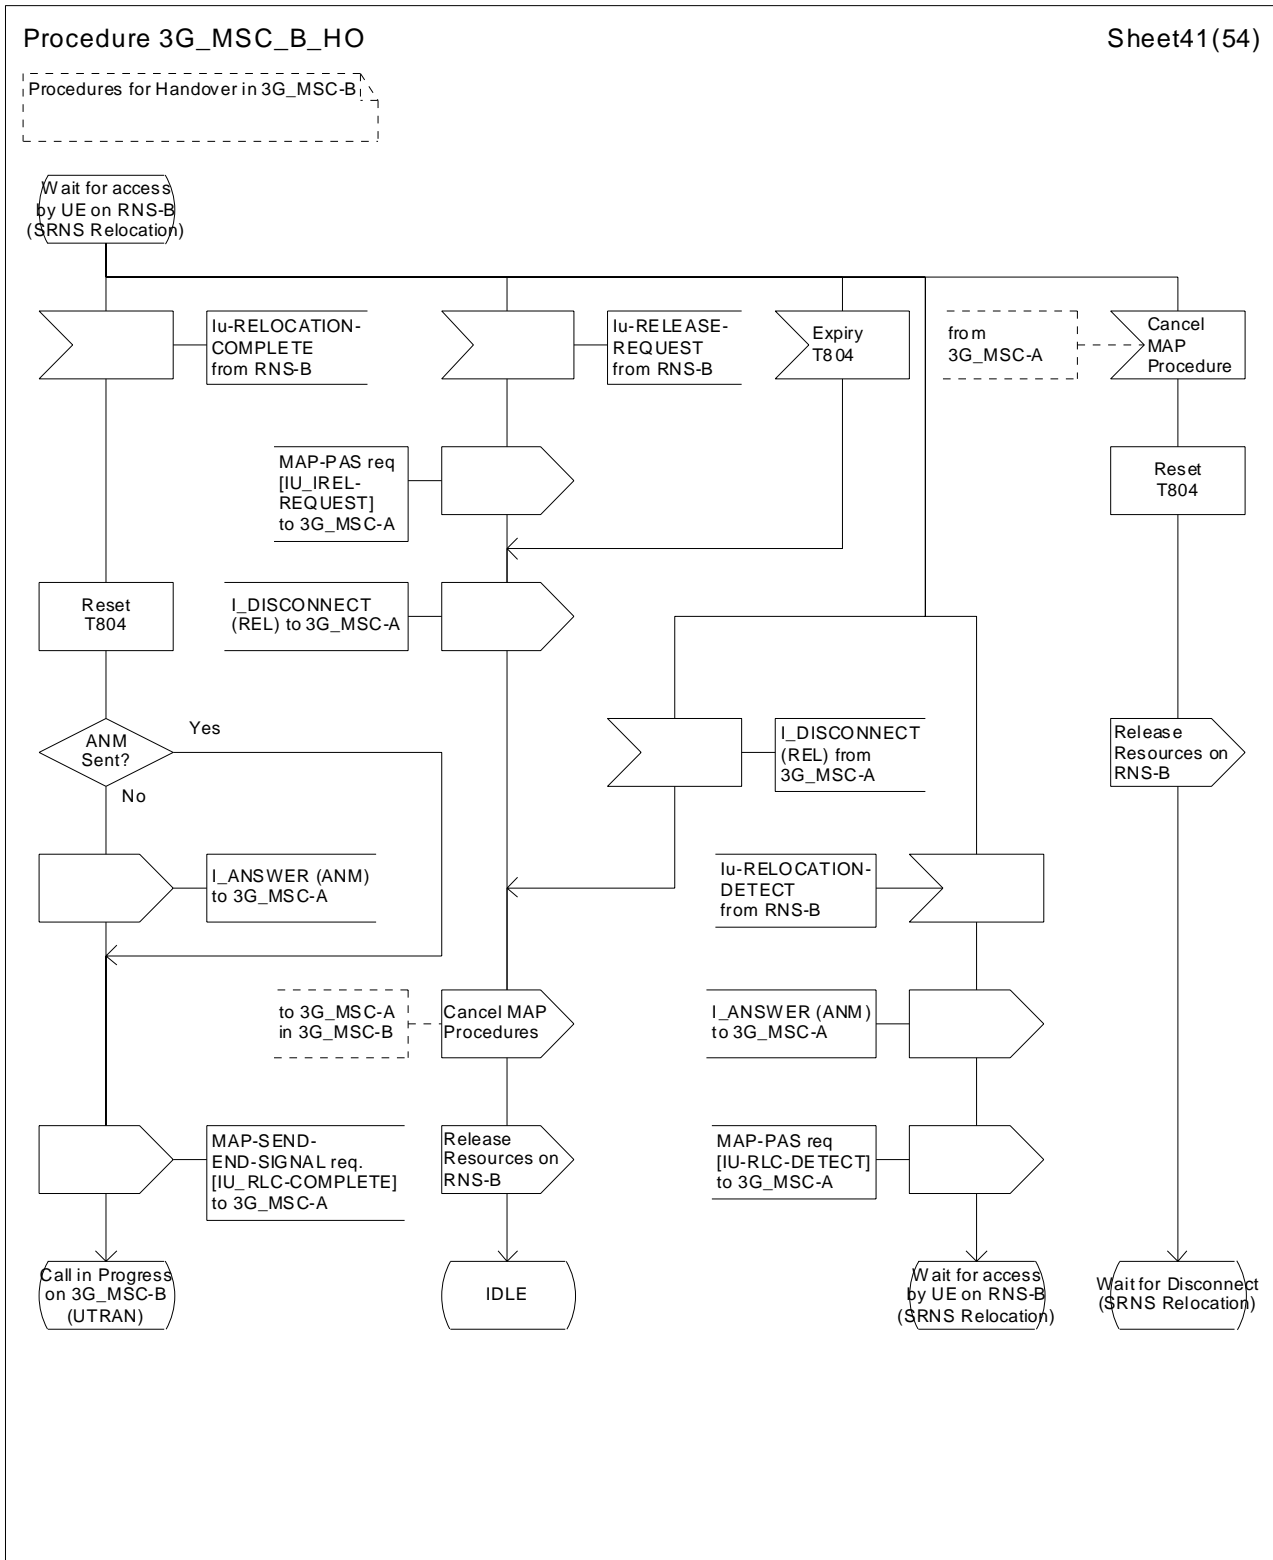 Procedure 3G_MSC_B_HO
Sheet41(54)
Procedures for Handover in 3G_MSC-B
Wait for access
by UE on RNS-B
(SRNS Relocation)
Iu-RELOCATION-
COMPLETE
from RNS-B
Iu-RELEASE-
REQUEST
from RNS-B
Expiry
T804
from
3G_MSC-A
Cancel
MAP
Procedure
MAP-PAS req
[IU_IREL-
REQUEST]
to 3G_MSC-A
Reset
T804
Reset
T804
I_DISCONNECT
(REL) to 3G_MSC-A
ANM
Sent?
Yes
No
I_DISCONNECT
(REL) from
3G_MSC-A
Release
Resources on
RNS-B
I_ANSWER (ANM)
to 3G_MSC-A
Iu-RELOCATION-
DETECT
from RNS-B
to 3G_MSC-A
in 3G_MSC-B
Cancel MAP
Procedures
I_ANSWER (ANM)
to 3G_MSC-A
MAP-SEND-
END-SIGNAL req.
[IU_RLC-COMPLETE]
to 3G_MSC-A
Release
Resources on
RNS-B
MAP-PAS req
[IU-RLC-DETECT]
to 3G_MSC-A
Call in Progress
on 3G_MSC-B
(UTRAN)
IDLE
Wait for access
by UE on RNS-B
(SRNS Relocation)
Wait for Disconnect
(SRNS Relocation)